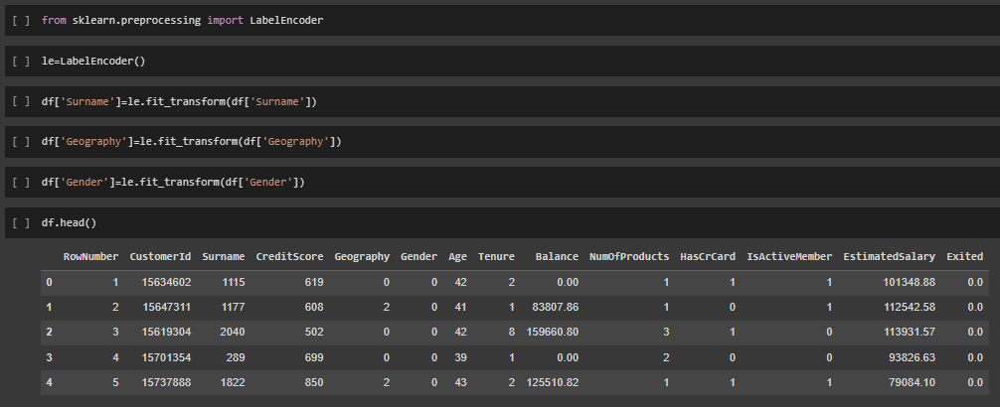 [ ] from sklearn.preprocessing import LabelEncoder
[ ] le=LabelEncoder()
[ ] df['Surname']=le.fit_transform(df['Surname'])
[ ] df['Geography']=le.fit_transform(df['Geography'])
[ ] df['Gender']=le.fit_transform(df['Gender'])
[ ] df.head()
RowNumber CustomerId Surname CreditScore Geography Gender Age Tenure Balance NumOfProducts HasCrCard IsActiveMember EstimatedSalary Exited
0 1 15634602 1115 619 0 0 42 2 0.00 1 1 1 101348.88 0.0
1 2 15647311 1177 608 2 0 41 1 83807.86 1 0 1 112542.58 0.0
2 3 15619304 2040 502 0 0 42 8 159660.80 3 1 0 113931.57 0.0
3 4 15701354 289 699 0 0 39 1 0.00 2 0 0 93826.63 0.0
4 5 15737888 1822 850 2 0 43 2 125510.82 1 1 1 79084.10 0.0